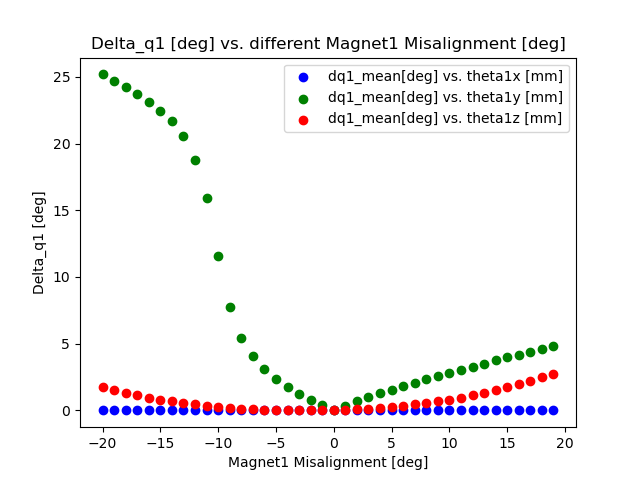 Delta_q1 [deg] vs. different Magnet1 Misalignment [deg]
dq1_mean[deg] vs. theta1x [mm]
dq1_mean[deg] vs. theta1y [mm]
dq1_mean[deg] vs. theta1z [mm]
25
20
15
10
5
0
Delta_q1 [deg]
−20 −15 −10 −5 0 5 10 15 20
Magnet1 Misalignment [deg]